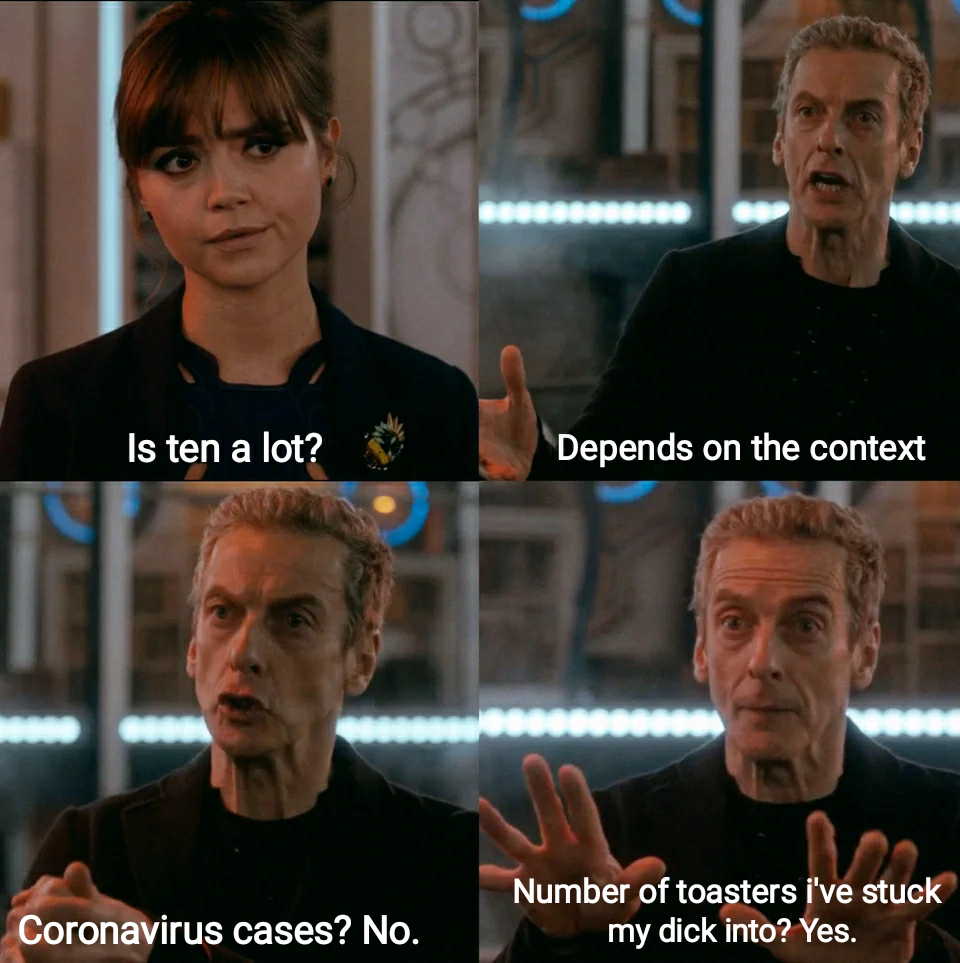 Is ten a lot?
Depends on the context
Coronavirus cases? No.
Number of toasters i've stuck
my dick into? Yes.